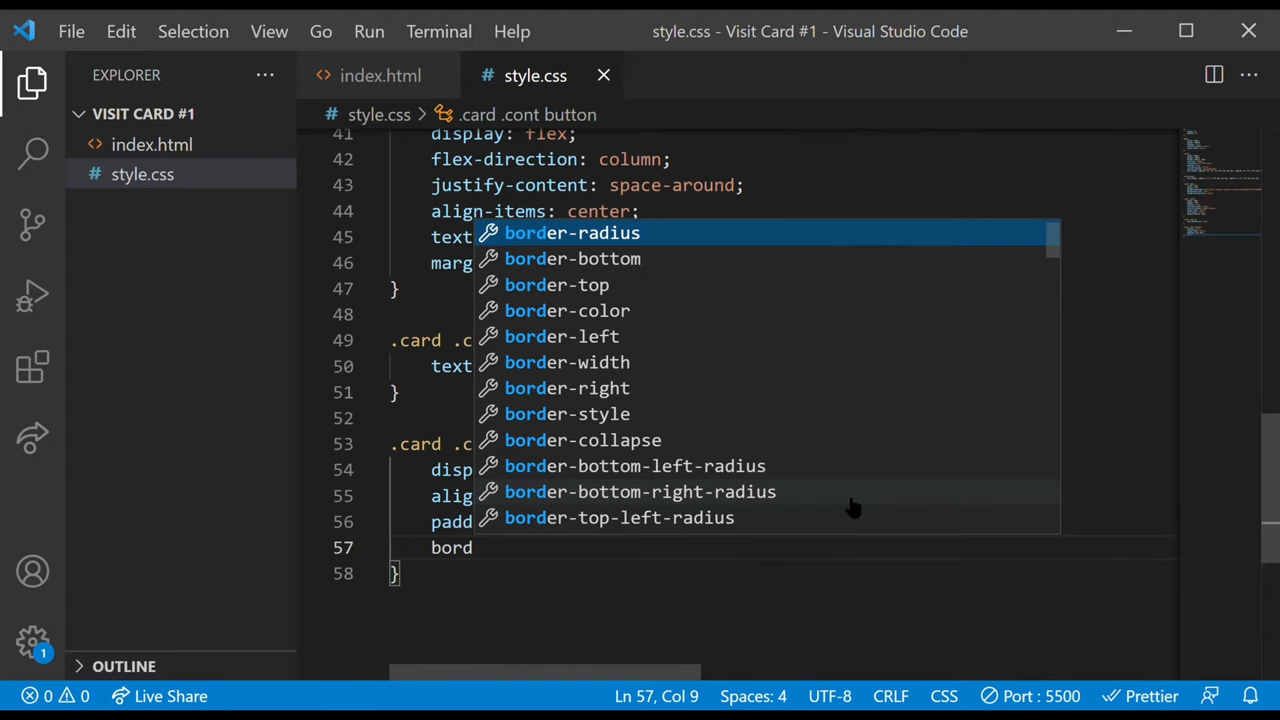 File Edit Selection View Go Run Terminal Help style.css - Visit Card #1 - Visual Studio Code
EXPLORER
index.html
style.css
VISIT CARD #1
index.html
style.css
style.css > .card .cont button
41 display: flex;
42 flex-direction: column;
43 justify-content: space-around;
44 align-items: center;
45 text
46 marg
47 }
48
49 .card .c
50 text
51 }
52
53 .card .c
54 disp
55 alig
56 padd
57 bord
58 }
border-radius
border-bottom
border-top
border-color
border-left
border-width
border-right
border-style
border-collapse
border-bottom-left-radius
border-bottom-right-radius
border-top-left-radius
1
OUTLINE
0 0 Live Share Ln 57, Col 9 Spaces: 4 UTF-8 CRLF CSS Port : 5500 Prettier